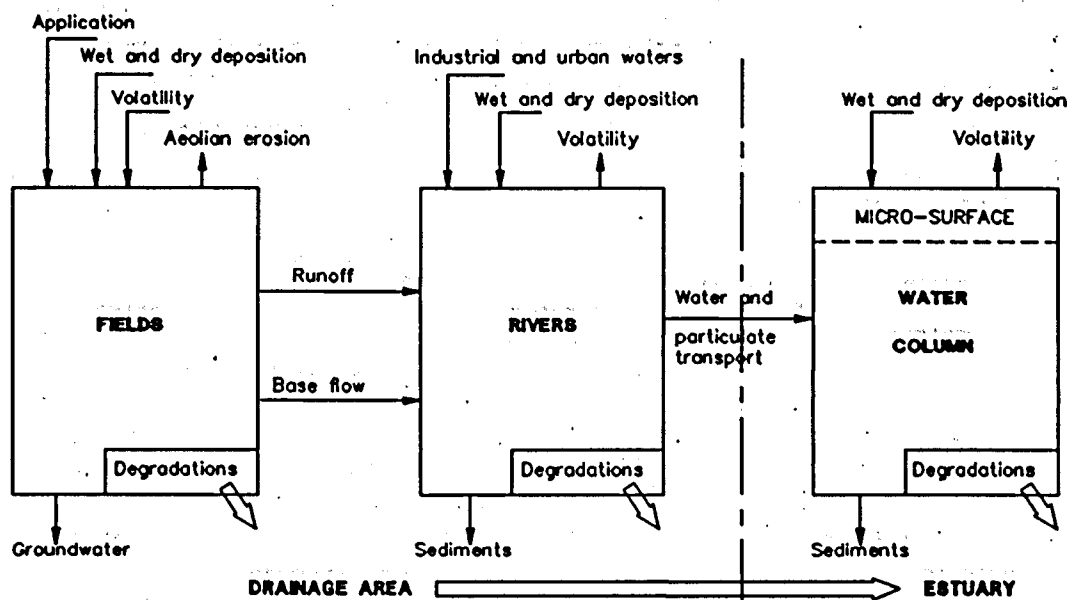 Application
Wet and dry deposition
Volatility
Aeolian erosion
FIELDS
Degradations
Groundwater
Runoff
Base flow
Industrial and urban waters
Wet and dry deposition
Volatility
RIVERS
Degradations
Sediments
Water and
particulate
transport
Wet and dry deposition
Volatility
MICRO-SURFACE
WATER
COLUMN
Degradations
Sediments
DRAINAGE AREA
ESTUARY